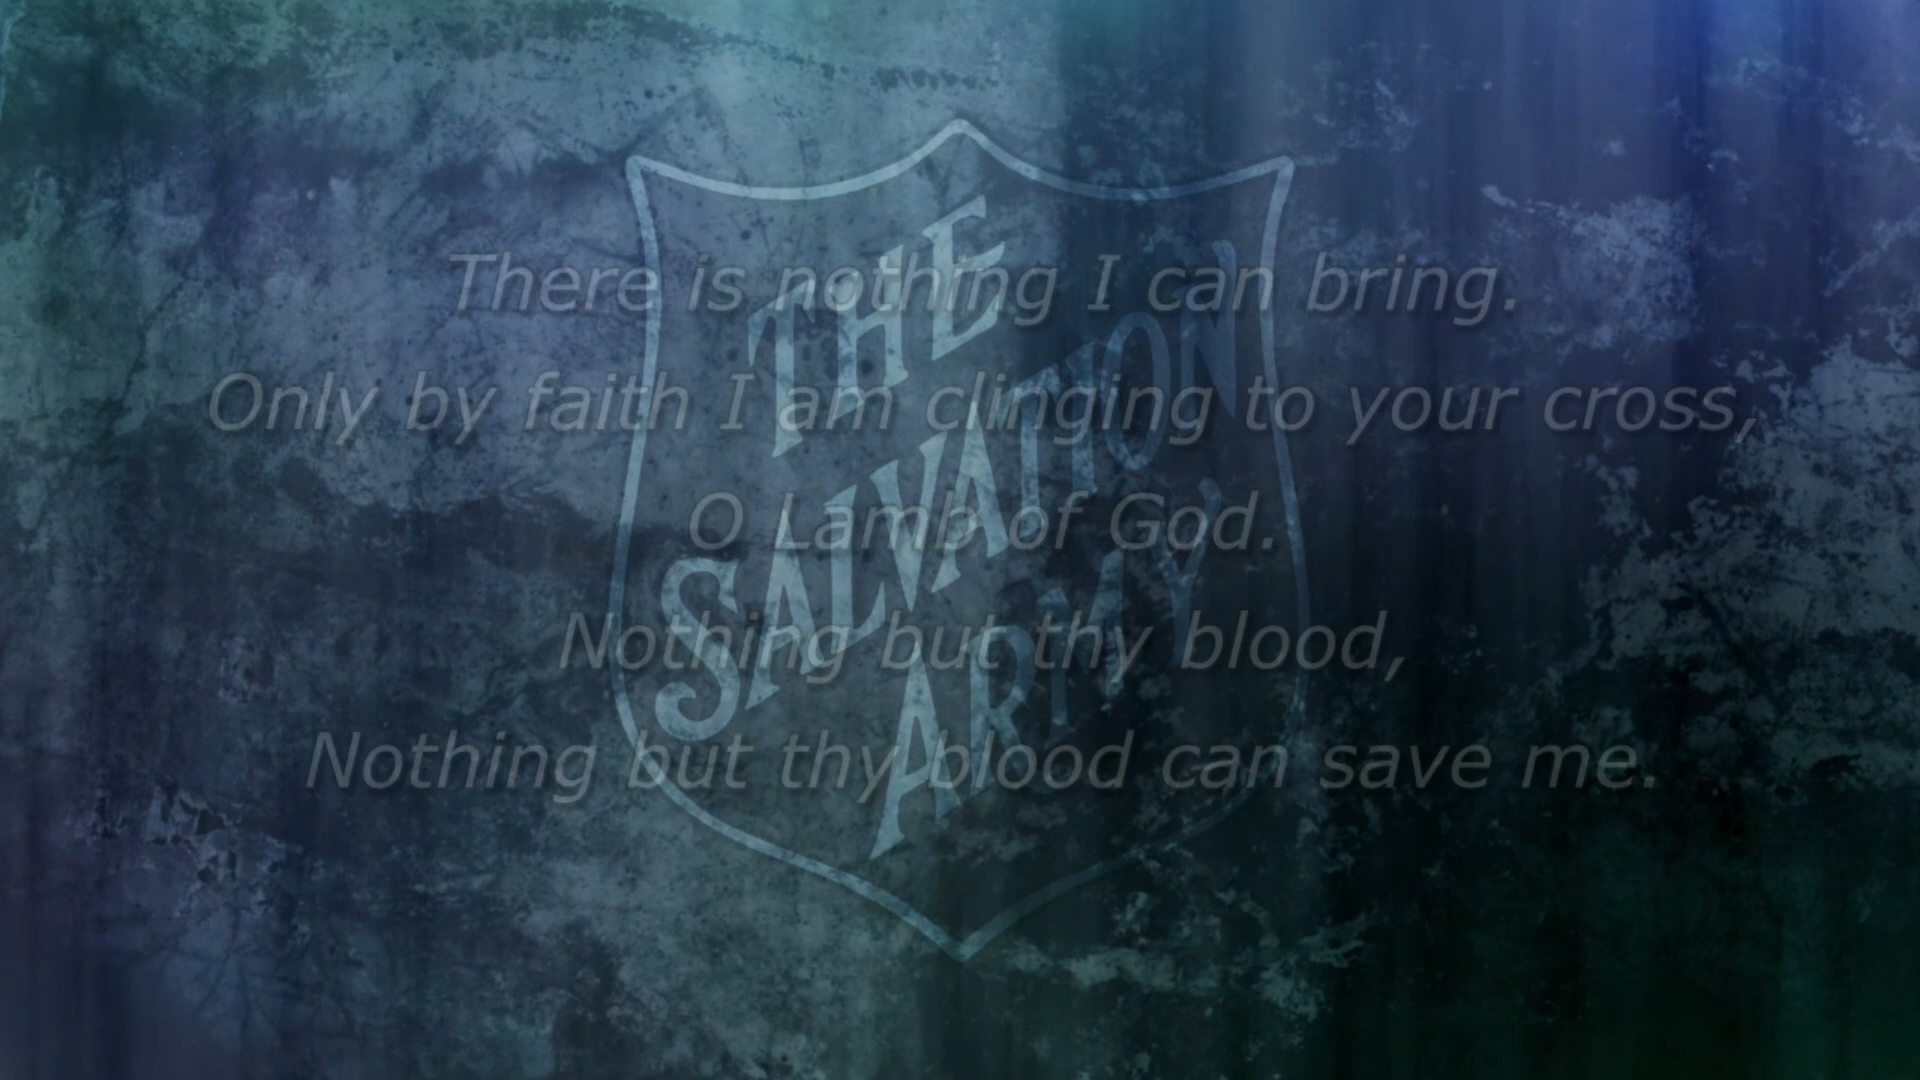 There is nothing I can bring.
Only by faith I am clinging to your cross,
O Lamb of God.
Nothing but thy blood,
Nothing but thy blood can save me.
THE
SALVATION
ARMY